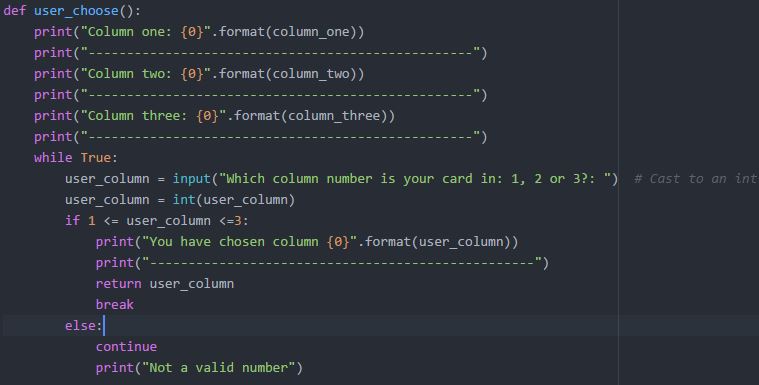 def user_choose():
    print("Column one: {0}".format(column_one))
    print("--------------------------------------------------")
    print("Column two: {0}".format(column_two))
    print("--------------------------------------------------")
    print("Column three: {0}".format(column_three))
    print("--------------------------------------------------")
    while True:
        user_column = input("Which column number is your card in: 1, 2 or 3?: ")  # Cast to an int
        user_column = int(user_column)
        if 1 <= user_column <=3:
            print("You have chosen column {0}".format(user_column))
            print("--------------------------------------------------")
            return user_column
            break
        else:
            continue
            print("Not a valid number")